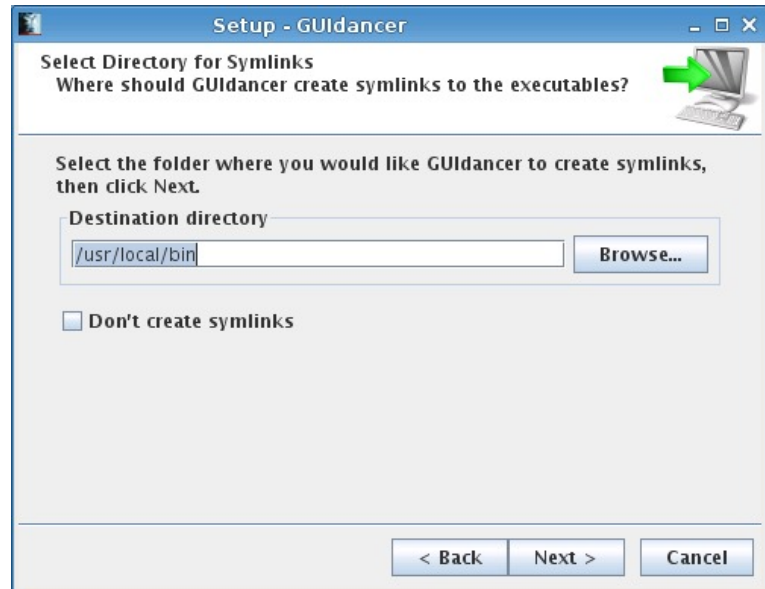 Setup - GUIdancer
Select Directory for Symlinks
Where should GUIdancer create symlinks to the executables?
Select the folder where you would like GUIdancer to create symlinks,
then click Next.
Destination directory
/usr/local/bin
Browse...
Don't create symlinks
< Back
Next >
Cancel